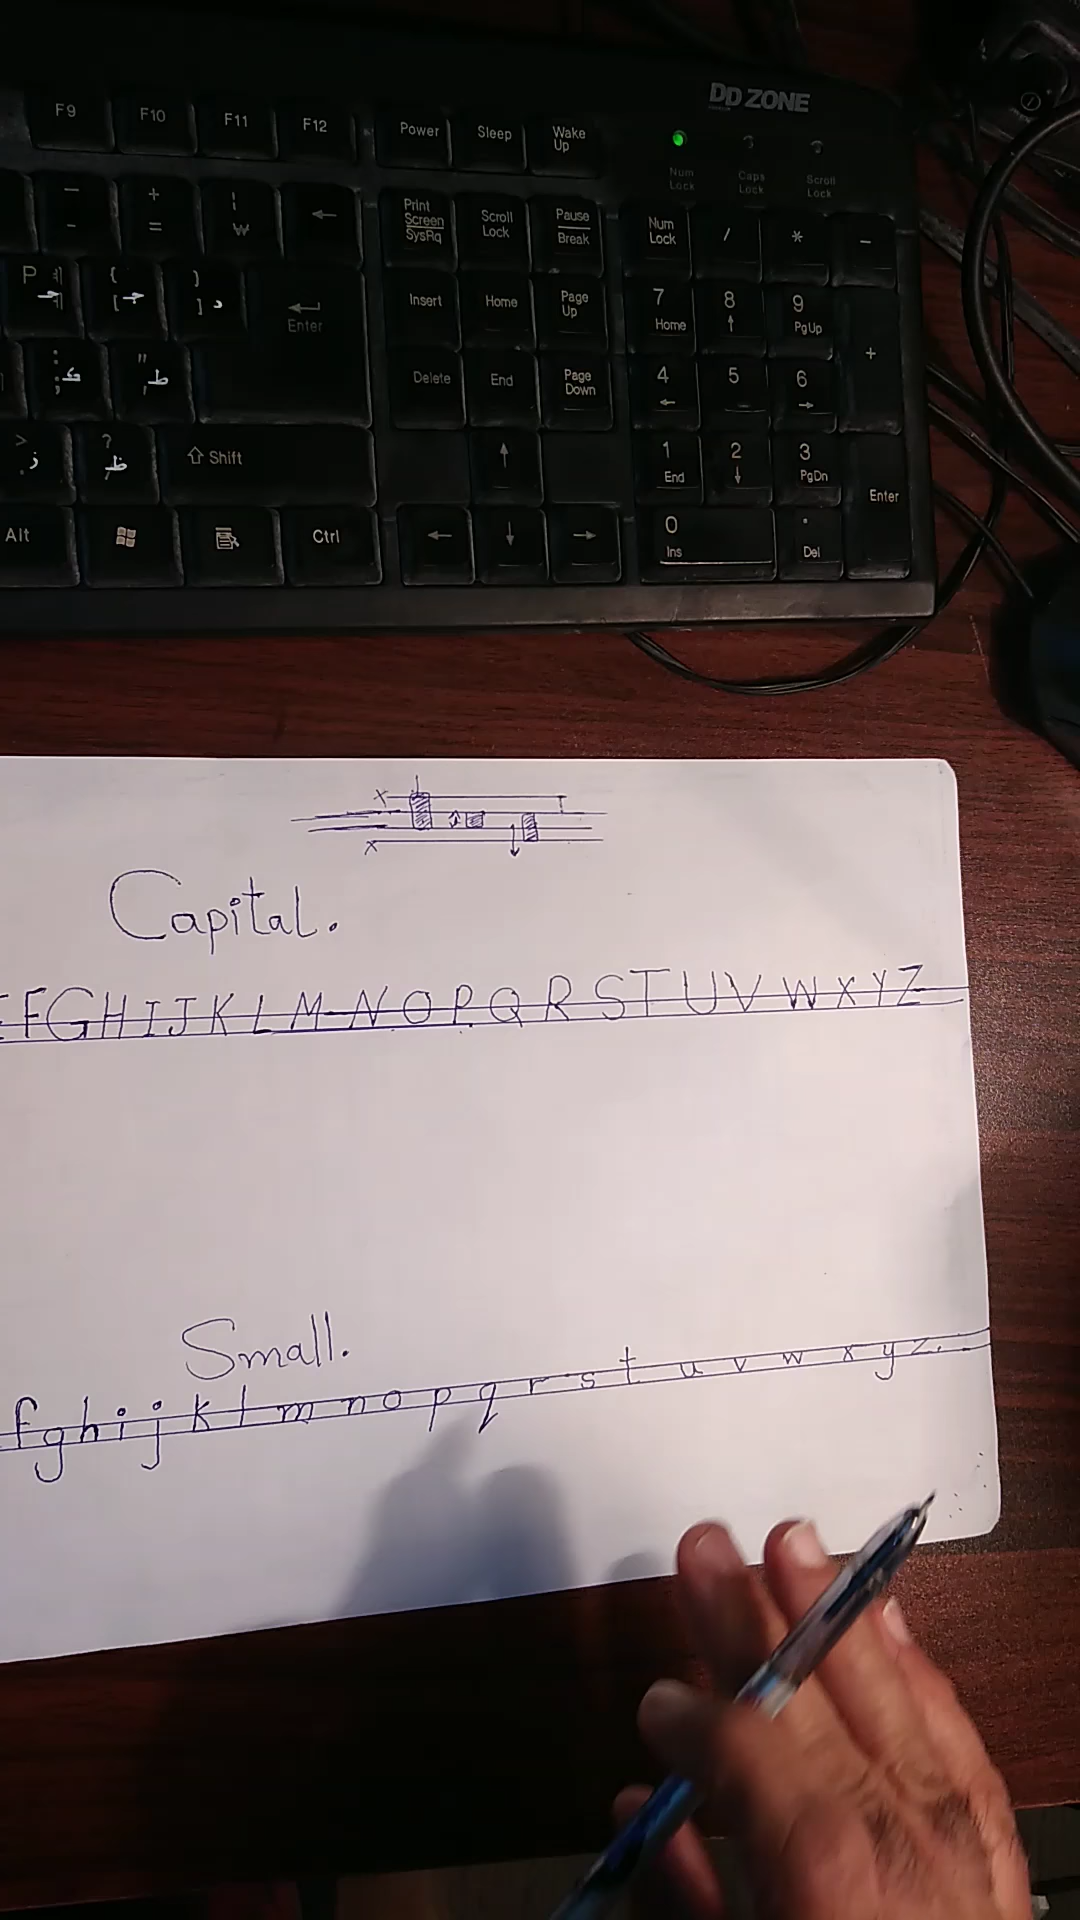 DD ZONE
F9 F10 F11 F12 Power Sleep Wake Up
Num Lock Caps Lock Scroll Lock
_ - + = ¦ ₩ ← Print Screen SysRq Scroll Lock Pause Break Num Lock / * -
P ㅔ { [ } ] د Enter Insert Home Page Up 7 Home 8 ↑ 9 PgUp +
: ; ك " ' ط Delete End Page Down 4 ← 5 6 →
> . ز ? ظ ⇧ Shift ↑ 1 End 2 ↓ 3 PgDn Enter
Alt Ctrl ← ↓ → 0 Ins . Del
x
x
Capital.
F G H I J K L M N O P Q R S T U V W X Y Z
Small.
f g h i j k l m n o p q r s t u v w x y z.